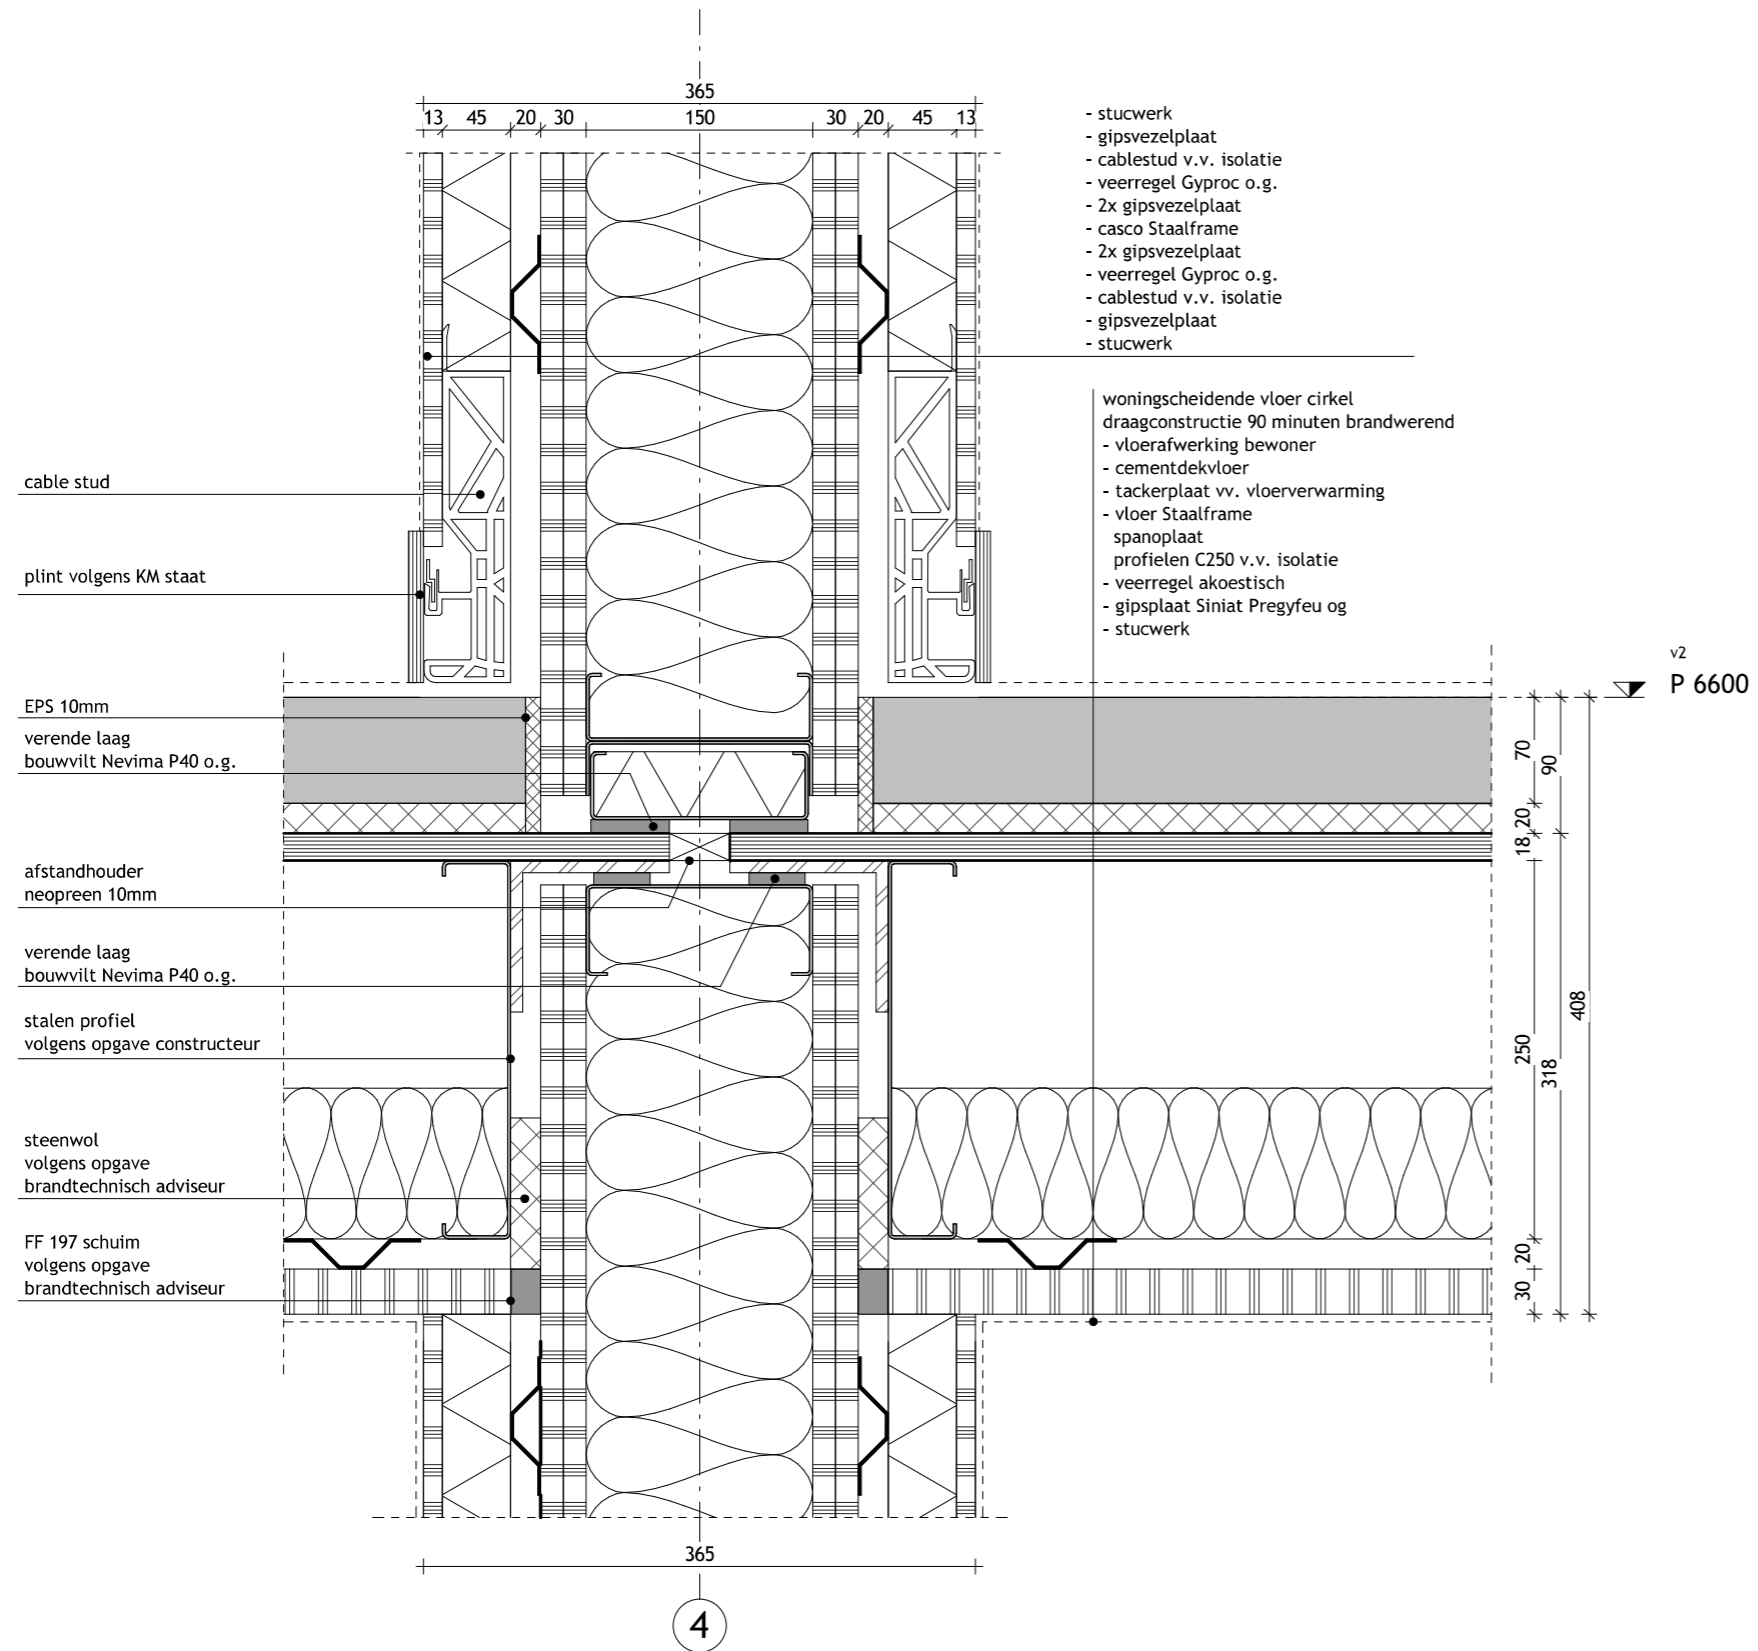 365
13 45 20 30 150 30 20 45 13
- stucwerk
- gipsvezelplaat
- cablestud v.v. isolatie
- veerregel Gyproc o.g.
- 2x gipsvezelplaat
- casco Staalframe
- 2x gipsvezelplaat
- veerregel Gyproc o.g.
- cablestud v.v. isolatie
- gipsvezelplaat
- stucwerk
woningscheidende vloer cirkel
draagconstructie 90 minuten brandwerend
- vloerafwerking bewoner
- cementdekvloer
- tackerplaat vv. vloerverwarming
- vloer Staalframe
spanoplaat
profielen C250 v.v. isolatie
- veerregel akoestisch
- gipsplaat Siniat Pregyfeu og
- stucwerk
cable stud
plint volgens KM staat
EPS 10mm
verende laag
bouwvilt Nevima P40 o.g.
afstandhouder
neopreen 10mm
verende laag
bouwvilt Nevima P40 o.g.
stalen profiel
volgens opgave constructeur
steenwol
volgens opgave
brandtechnisch adviseur
FF 197 schuim
volgens opgave
brandtechnisch adviseur
v2
P 6600
70
20
18
250
20
30
90
318
408
365
4